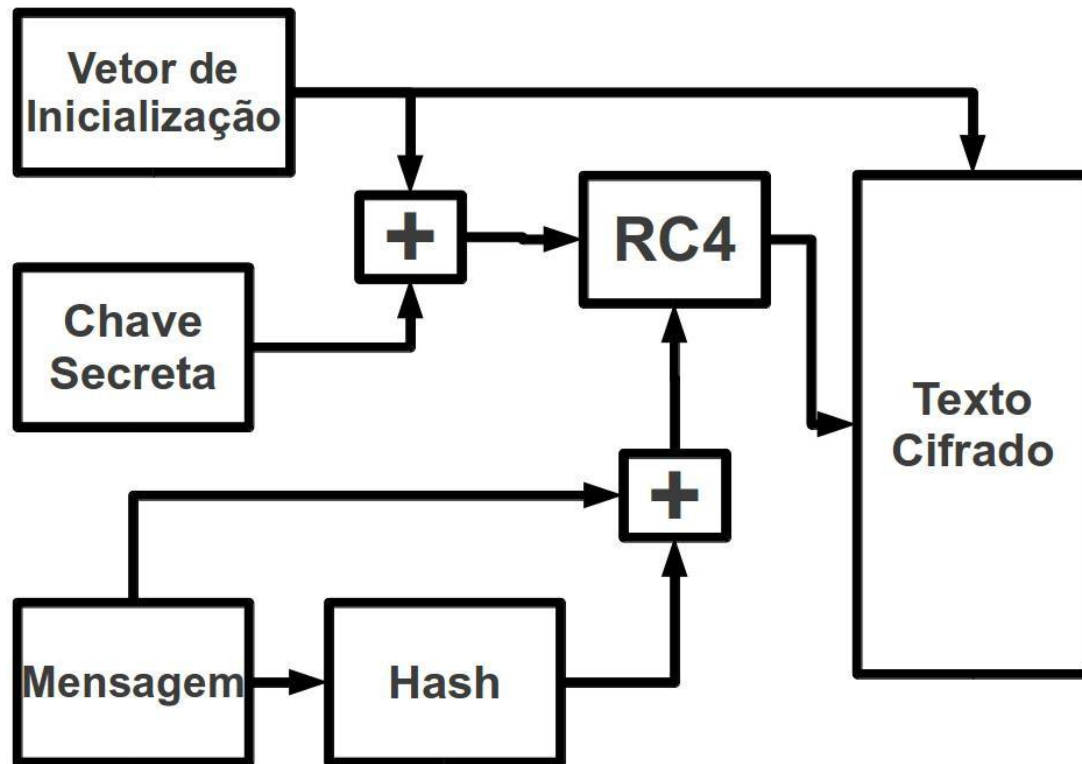 Vetor de
Inicialização
+
RC4
Chave
Secreta
Texto
Cifrado
+
Mensagem
Hash